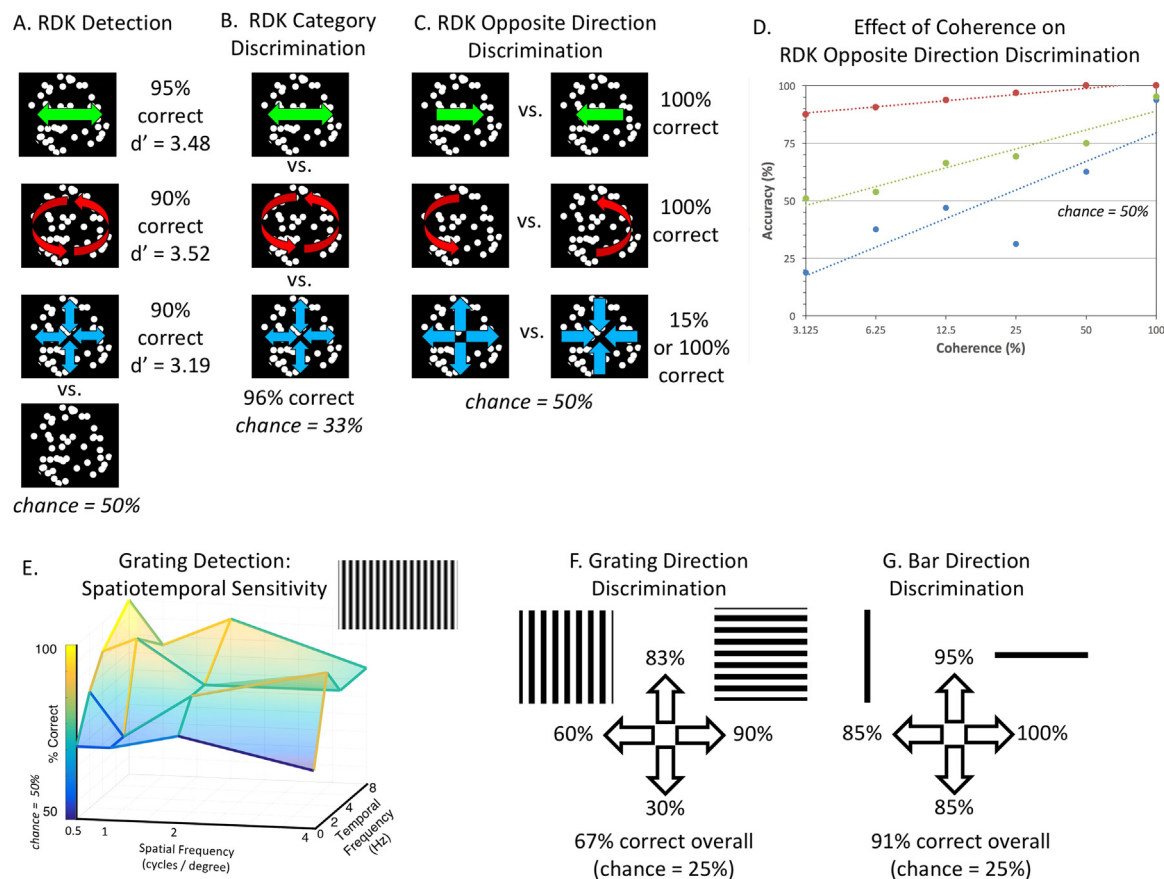 A. RDK Detection
95%
correct
d’ = 3.48
90%
correct
d’ = 3.52
90%
correct
d’ = 3.19
vs.
chance = 50%
B. RDK Category
Discrimination
vs.
vs.
96% correct
chance = 33%
C. RDK Opposite Direction
Discrimination
vs.
100%
correct
vs.
100%
correct
vs.
15%
or 100%
correct
chance = 50%
D.
Effect of Coherence on
RDK Opposite Direction Discrimination
Accuracy (%)
100
75
50
25
0
chance = 50%
3.125 6.25 12.5 25 50 100
Coherence (%)
E.
Grating Detection:
Spatiotemporal Sensitivity
100
% Correct
50
chance = 50%
0.5 1 2 4
Spatial Frequency
(cycles / degree)
0 2 4 8
Temporal
Frequency
(Hz)
F. Grating Direction
Discrimination
83%
60% 90%
30%
67% correct overall
(chance = 25%)
G. Bar Direction
Discrimination
95%
85% 100%
85%
91% correct overall
(chance = 25%)